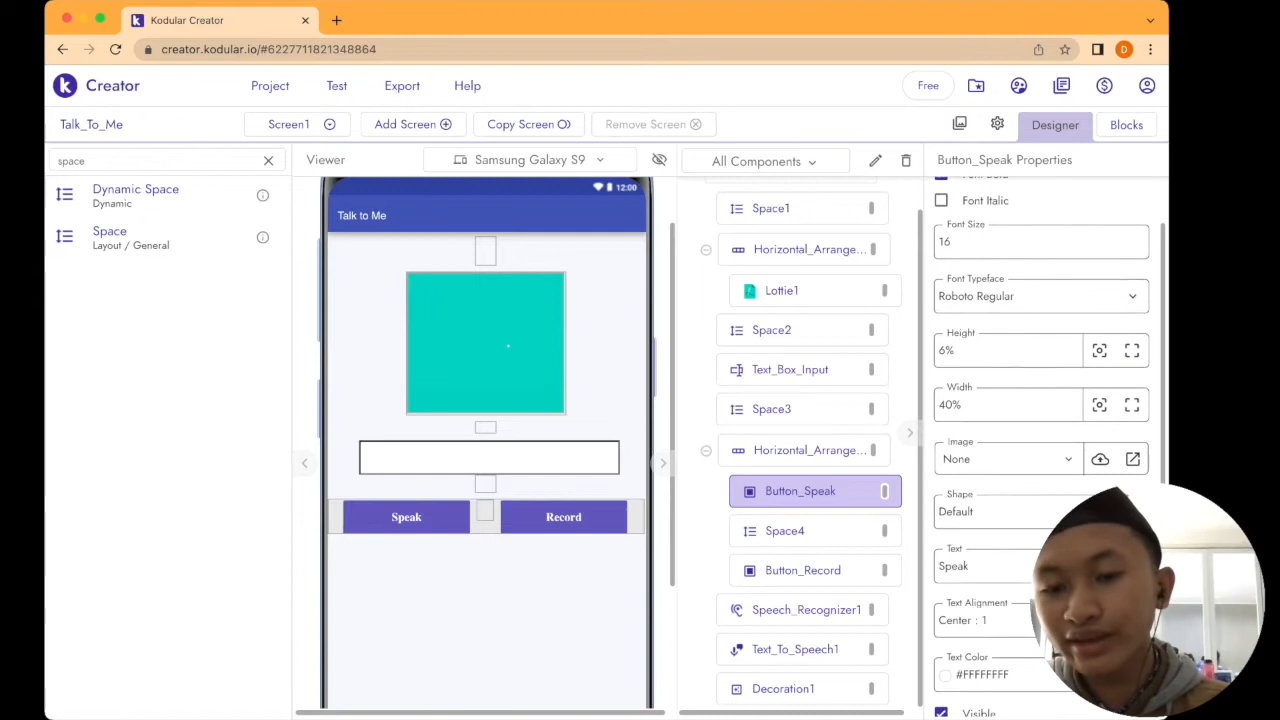 Kodular Creator
creator.kodular.io/#6227711821348864
D
Creator
Project
Test
Export
Help
Free
Talk_To_Me
Screen1
Add Screen
Copy Screen
Remove Screen
Designer
Blocks
space
Viewer
Samsung Galaxy S9
All Components
Button_Speak Properties
Dynamic Space
Dynamic
Space
Layout / General
12:00
Talk to Me
Speak
Record
Space1
Horizontal_Arrange...
Lottie1
Space2
Text_Box_Input
Space3
Horizontal_Arrange...
Button_Speak
Space4
Button_Record
Speech_Recognizer1
Text_To_Speech1
Decoration1
Font Italic
Font Size
16
Font Typeface
Roboto Regular
Height
6%
Width
40%
Image
None
Shape
Default
Text
Speak
Text Alignment
Center : 1
Text Color
#FFFFFFFF
Visible